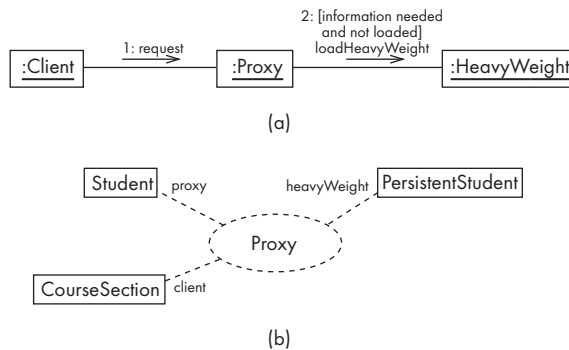 2: [information needed
and not loaded]
1: request
loadHeavyWeight
:Client
:Proxy
:HeavyWeight
(a)
Student
proxy
heavyWeight
PersistentStudent
Proxy
CourseSection
client
(b)